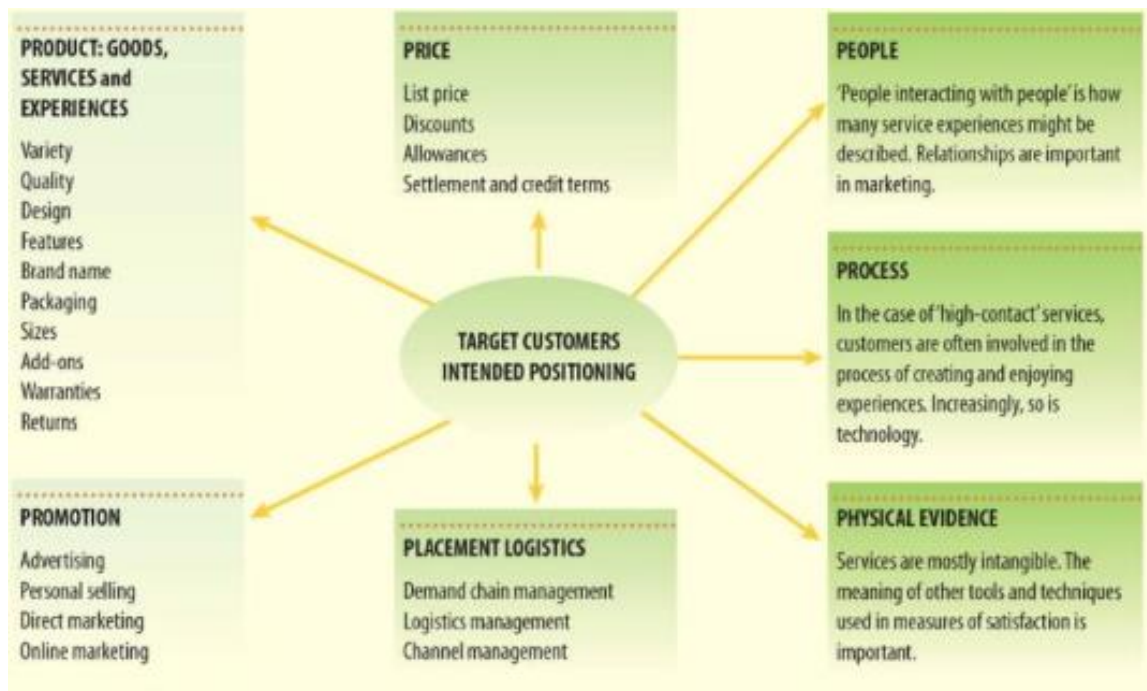 PRODUCT: GOODS,
SERVICES and
EXPERIENCES
Variety
Quality
Design
Features
Brand name
Packaging
Sizes
Add-ons
Warranties
Returns
PRICE
List price
Discounts
Allowances
Settlement and credit terms
PEOPLE
'People interacting with people' is how
many service experiences might be
described. Relationships are important
in marketing.
TARGET CUSTOMERS
INTENDED POSITIONING
PROCESS
In the case of 'high-contact' services,
customers are often involved in the
process of creating and enjoying
experiences. Increasingly, so is
technology.
PROMOTION
Advertising
Personal selling
Direct marketing
Online marketing
PLACEMENT LOGISTICS
Demand chain management
Logistics management
Channel management
PHYSICAL EVIDENCE
Services are mostly intangible. The
meaning of other tools and techniques
used in measures of satisfaction is
important.